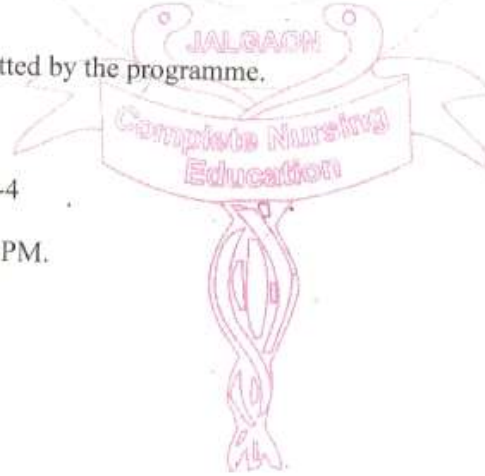 JALGAON
tted by the programme.
Complete Nursing
Education
-4
PM.